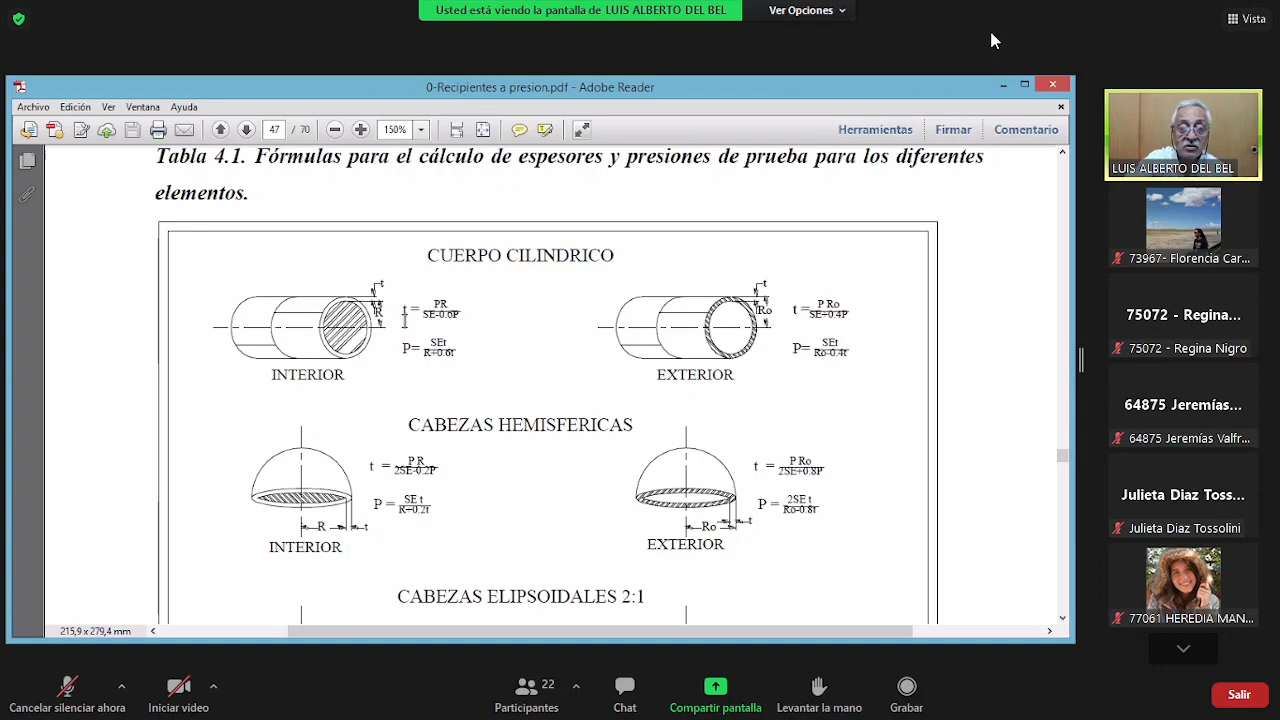 Usted está viendo la pantalla de LUIS ALBERTO DEL BEL
Ver Opciones
Vista
0-Recipientes a presion.pdf - Adobe Reader
Archivo Edición Ver Ventana Ayuda
47 / 70 150% Herramientas Firmar Comentario
Tabla 4.1. Fórmulas para el cálculo de espesores y presiones de prueba para los diferentes
elementos.
CUERPO CILINDRICO
t
R
t = PR / SE-0.6P
P= SEt / R+0.6t
INTERIOR
t
Ro
t = P Ro / SE+0.4P
P= SEt / Ro-0.4t
EXTERIOR
CABEZAS HEMISFERICAS
t = P R / 2SE-0.2P
P = SE t / R+0.2t
R t
INTERIOR
t = P Ro / 2SE+0.8P
P = 2SE t / Ro-0.8t
Ro t
EXTERIOR
CABEZAS ELIPSOIDALES 2:1
215,9 x 279,4 mm
LUIS ALBERTO DEL BEL
73967- Florencia Car...
75072 - Regina...
75072 - Regina Nigro
64875 Jeremías...
64875 Jeremías Valfr...
Julieta Diaz Toss...
Julieta Diaz Tossolini
77061 HEREDIA MAN...
Cancelar silenciar ahora
Iniciar video
22
Participantes
Chat
Compartir pantalla
Levantar la mano
Grabar
Salir